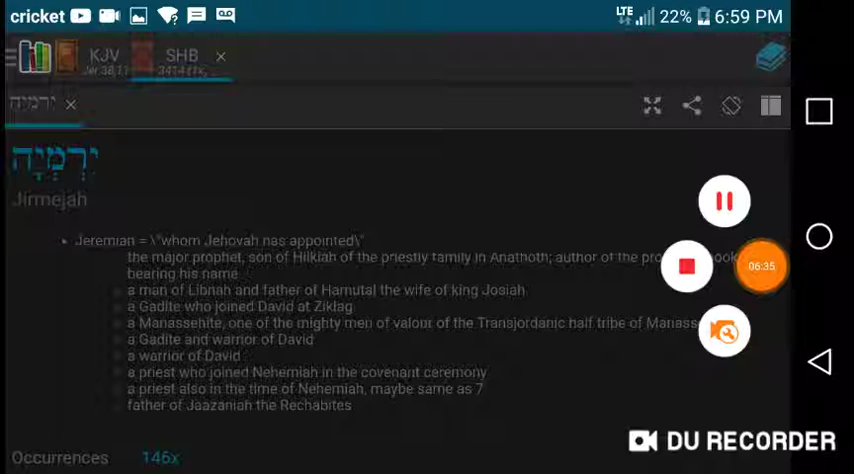 cricket LTE 22% 6:59 PM
KJV SHB
Jer.38,11
ירמיה
יִרְמְיָה
Jirmejah
Jeremiah = \"whom Jehovah has appointed\"
the major prophet, son of Hilkiah of the priestly family in Anathoth; author of the pro ook
bearing his name
a man of Libnah and father of Hamutal the wife of king Josiah
a Gadite who joined David at Ziklag
a Manassehite, one of the mighty men of valour of the Transjordanic half tribe of Manass
a Gadite and warrior of David
a warrior of David
a priest who joined Nehemiah in the covenant ceremony
a priest also in the time of Nehemiah, maybe same as 7
father of Jaazaniah the Rechabites
06:35
DU RECORDER
Occurrences 146x